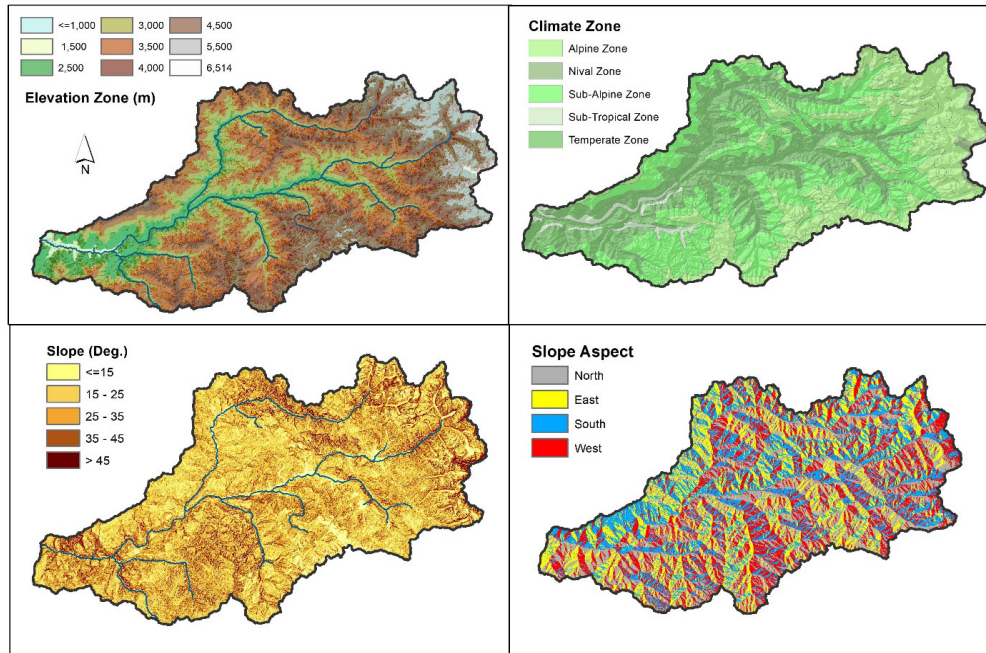 <=1,000 3,000 4,500
1,500 3,500 5,500
2,500 4,000 6,514
Elevation Zone (m)
N
Climate Zone
Alpine Zone
Nival Zone
Sub-Alpine Zone
Sub-Tropical Zone
Temperate Zone
Slope (Deg.)
<=15
15 - 25
25 - 35
35 - 45
> 45
Slope Aspect
North
East
South
West